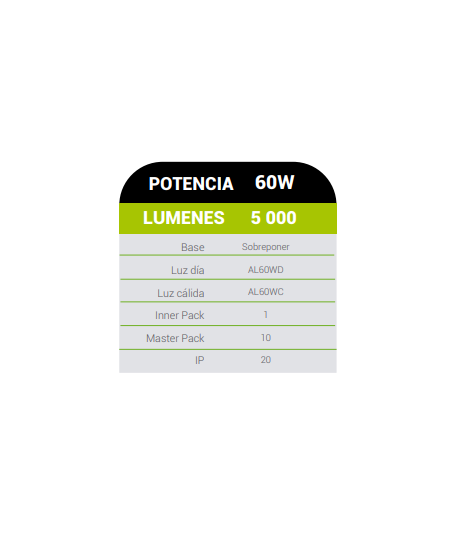 POTENCIA 60W
LUMENES 5 000
Base Sobreponer
Luz día AL60WD
Luz cálida AL60WC
Inner Pack 1
Master Pack 10
IP 20